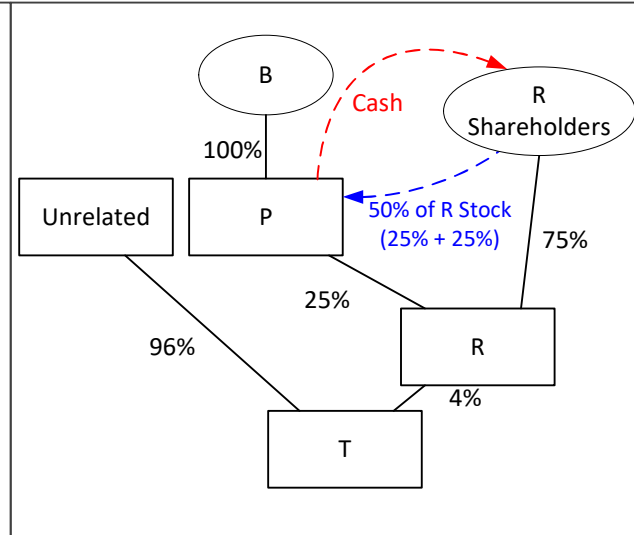 B
R
Shareholders
Cash
100%
Unrelated
P
50% of R Stock
(25% + 25%)
75%
25%
96%
R
4%
T